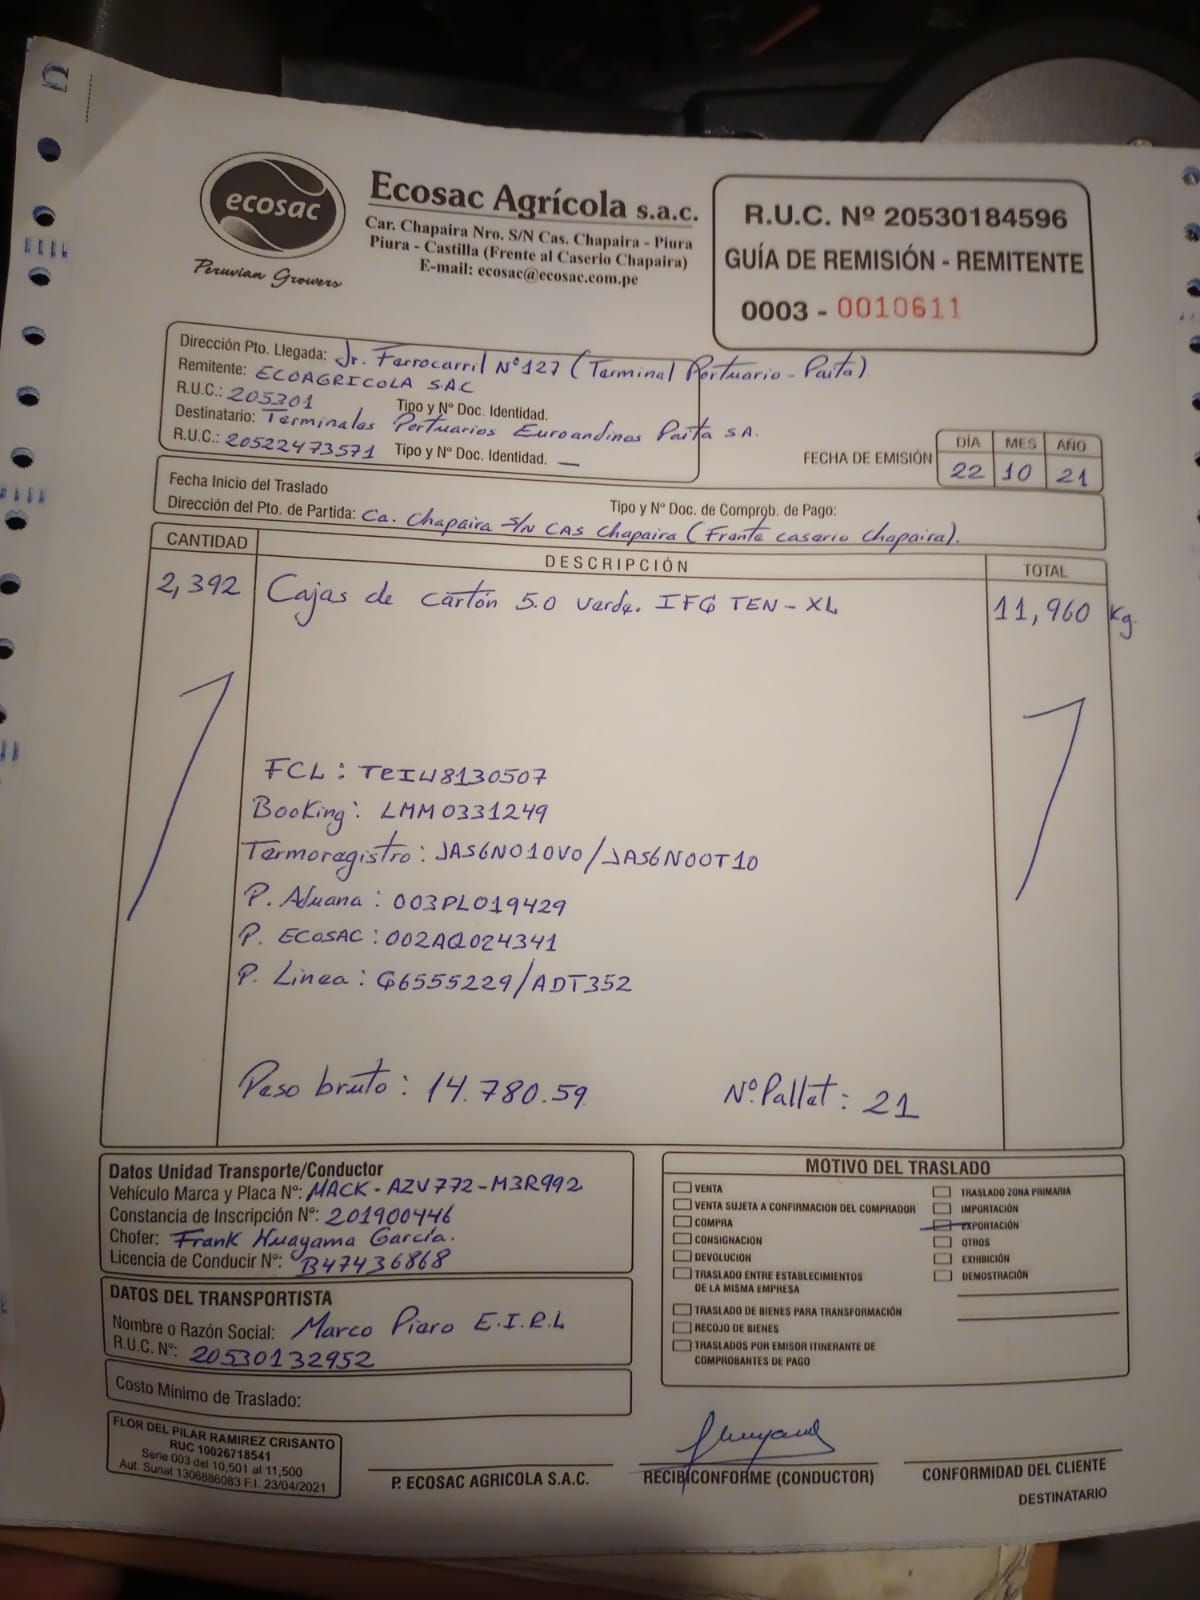 ecosac
Peruvian Growers
Ecosac Agrícola s.a.c.
Car. Chapaira Nro. S/N Cas. Chapaira - Piura
Piura - Castilla (Frente al Caserio Chapaira)
E-mail: ecosac@ecosac.com.pe
R.U.C. Nº 20530184596
GUÍA DE REMISIÓN - REMITENTE
0003 - 0010611
Dirección Pto. Llegada: Jr. Ferrocarril Nº127 (Terminal Portuario - Paita).
Remitente: ECOAGRICOLA S.A.C
R.U.C.: 205301 Tipo y Nº Doc. Identidad.
Destinatario: Terminales Portuarios Euroandinos Paita S.A.
R.U.C.: 20522473571 Tipo y Nº Doc. Identidad. —
FECHA DE EMISIÓN DÍA MES AÑO
22 10 21
Fecha Inicio del Traslado Tipo y Nº Doc. de Comprob. de Pago:
Dirección del Pto. de Partida: Ca. Chapaira S/N CAS Chapaira (Frente caserio Chapaira).
CANTIDAD DESCRIPCIÓN TOTAL
2,392 Cajas de cartón 5.0 verde. IFG TEN - XL 11,960 Kg.
FCL : TEIU8130507
Booking: LMM0331249
Termoregistro : JAS6N010V0/JAS6N00T10
P. Aduana : 003PL019429
P. ECOSAC : 002AQ024341
P. Linea : G6555229/ADT352
Peso bruto : 14.780.59 Nº.Pallet : 21
Datos Unidad Transporte/Conductor
Vehículo Marca y Placa Nº: MACK - AZV772 - M3R992
Constancia de Inscripción Nº: 201900446
Chofer: Frank Huayama García.
Licencia de Conducir Nº: B47436868
DATOS DEL TRANSPORTISTA
Nombre o Razón Social: Marco Piero E.I.R.L
R.U.C. Nº: 20530132952
Costo Mínimo de Traslado:
MOTIVO DEL TRASLADO
VENTA
VENTA SUJETA A CONFIRMACION DEL COMPRADOR
COMPRA
CONSIGNACION
DEVOLUCION
TRASLADO ENTRE ESTABLECIMIENTOS
DE LA MISMA EMPRESA
TRASLADO DE BIENES PARA TRANSFORMACIÓN
RECOJO DE BIENES
TRASLADOS POR EMISOR ITINERANTE DE
COMPROBANTES DE PAGO
TRASLADO ZONA PRIMARIA
IMPORTACIÓN
EXPORTACIÓN
OTROS
EXHIBICIÓN
DEMOSTRACIÓN
FLOR DEL PILAR RAMIREZ CRISANTO
RUC 10026718541
Serie 003 del 10,501 al 11,500
Aut. Sunat 1306886083 F.I. 23/04/2021
P. ECOSAC AGRICOLA S.A.C.
RECIBI CONFORME (CONDUCTOR)
CONFORMIDAD DEL CLIENTE
DESTINATARIO